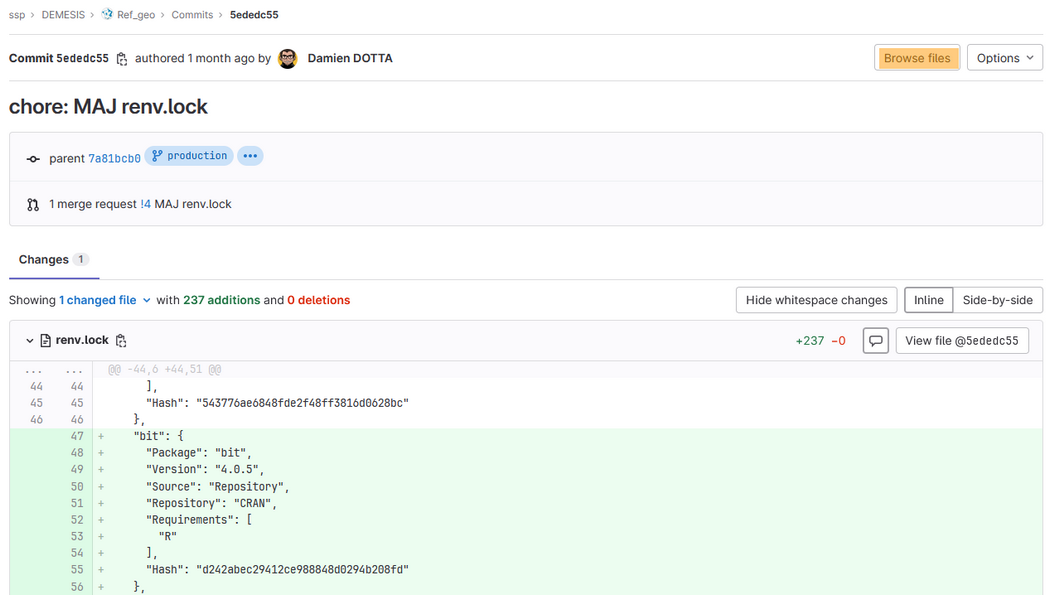 ssp › DEMESIS › Ref_geo › Commits › 5ededc55
Commit 5ededc55 authored 1 month ago by Damien DOTTA
Browse files
Options
chore: MAJ renv.lock
parent 7a81bcb0 production •••
1 merge request !4 MAJ renv.lock
Changes 1
Showing 1 changed file with 237 additions and 0 deletions
Hide whitespace changes
Inline
Side-by-side
renv.lock
+237 −0
View file @5ededc55
... ... @@ -44,6 +44,51 @@
44 44 ],
45 45 "Hash": "543776ae6848fde2f48ff3816d0628bc"
46 46 },
47 + "bit": {
48 + "Package": "bit",
49 + "Version": "4.0.5",
50 + "Source": "Repository",
51 + "Repository": "CRAN",
52 + "Requirements": [
53 + "R"
54 + ],
55 + "Hash": "d242abec29412ce988848d0294b208fd"
56 + },